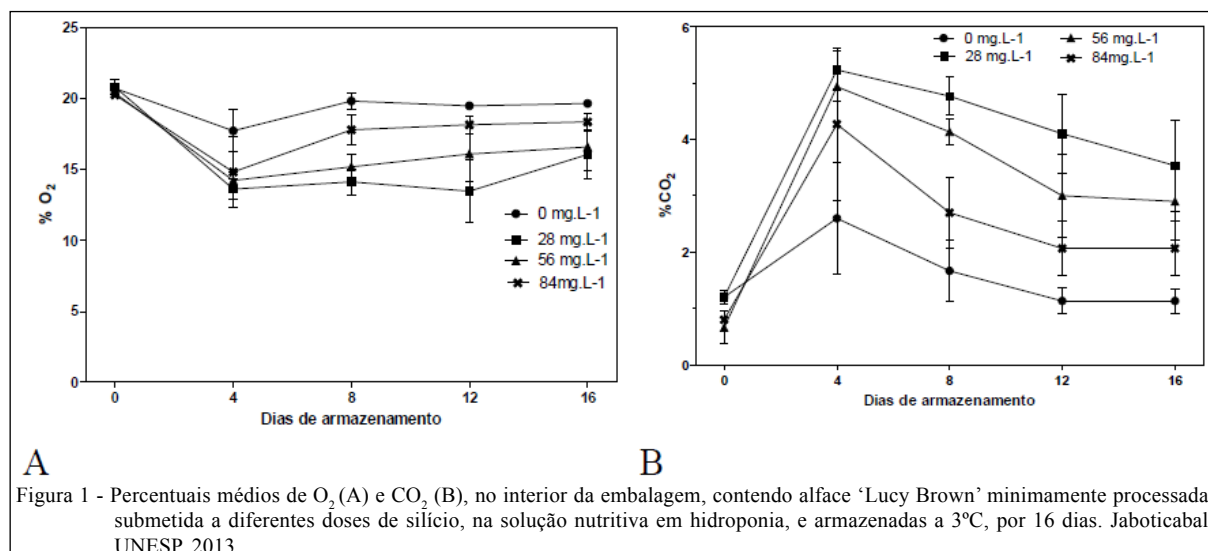 25
20
15
10
5
0
% O2
0 4 8 12 16
Dias de armazenamento
0 mg.L-1
28 mg.L-1
56 mg.L-1
84mg.L-1
A
6
4
2
0
%CO2
0 4 8 12 16
Dias de armazenamento
0 mg.L-1
28 mg.L-1
56 mg.L-1
84mg.L-1
B
Figura 1 - Percentuais médios de O2 (A) e CO2 (B), no interior da embalagem, contendo alface ‘Lucy Brown’ minimamente processada
submetida a diferentes doses de silício, na solução nutritiva em hidroponia, e armazenadas a 3ºC, por 16 dias. Jaboticabal
UNESP, 2013